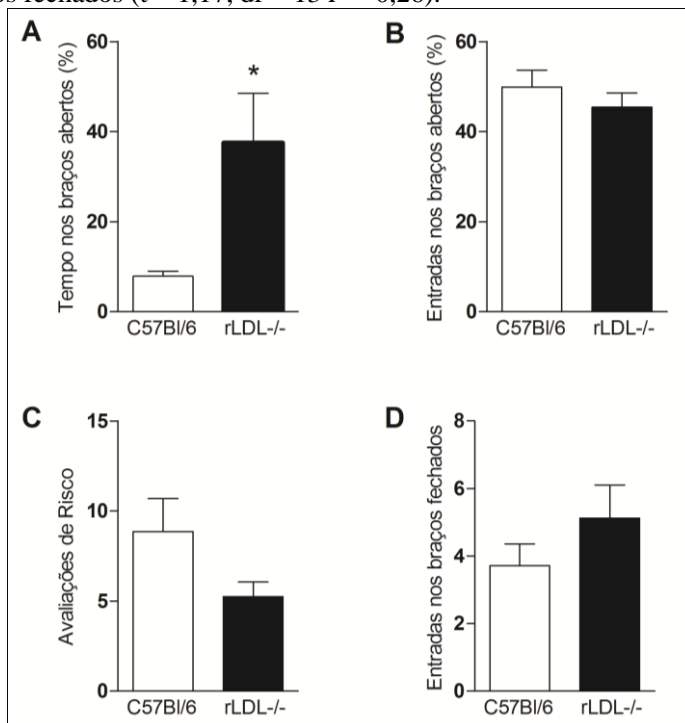 os fechados (t = 1,17; df = 13 P = 0,26).
A
Tempo nos braços abertos (%)
60
40
20
0
*
C57Bl/6 rLDL-/-
B
Entradas nos braços abertos (%)
60
40
20
0
C57Bl/6 rLDL-/-
C
Avaliações de Risco
15
10
5
0
C57Bl/6 rLDL-/-
D
Entradas nos braços fechados
8
6
4
2
0
C57Bl/6 rLDL-/-